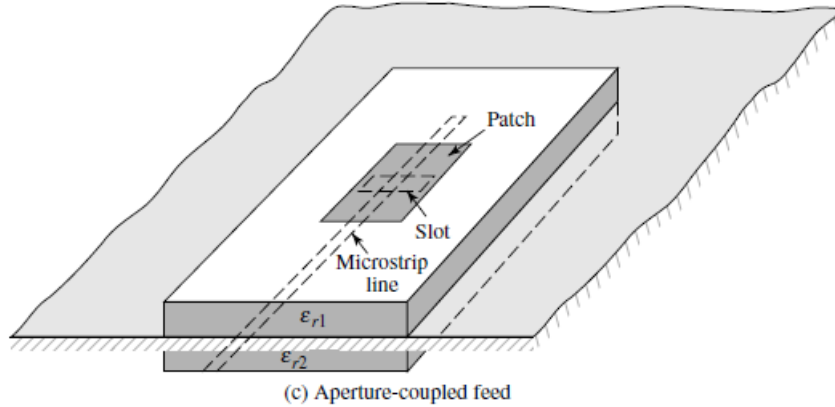 Patch
Slot
Microstrip
line
εr1
εr2
(c) Aperture-coupled feed